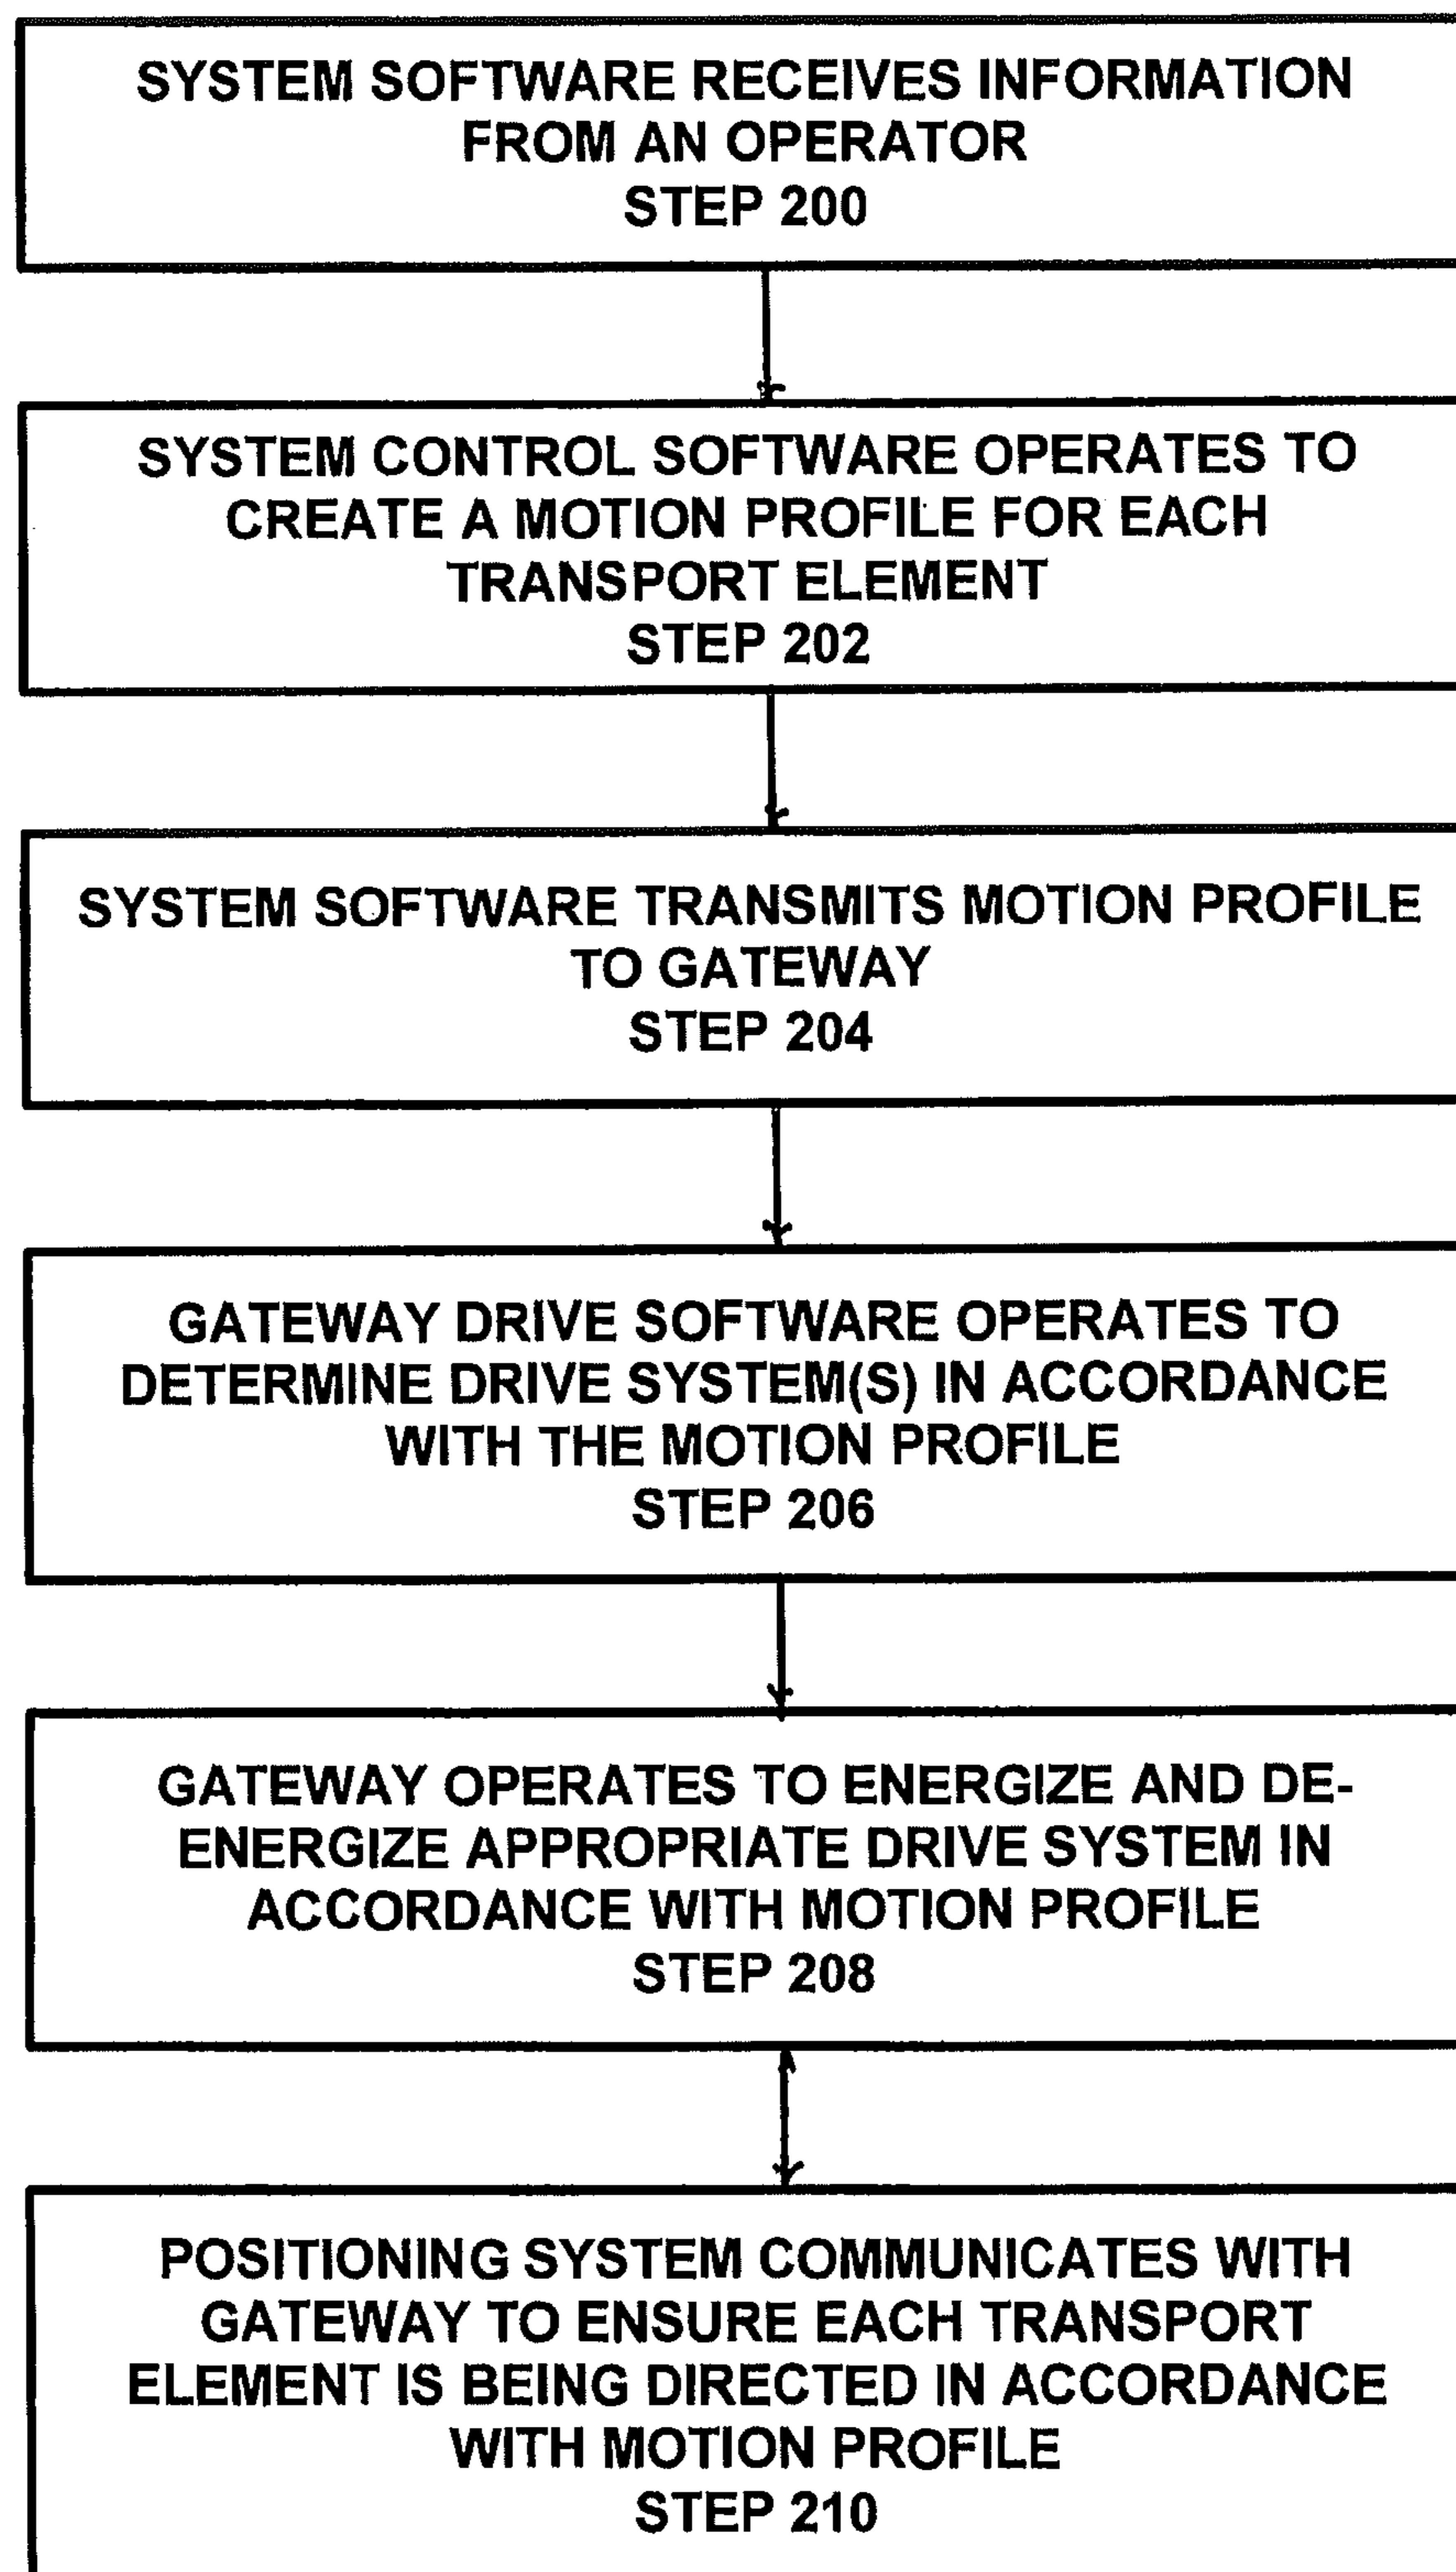 SYSTEM SOFTWARE RECEIVES INFORMATION
FROM AN OPERATOR
STEP 200
SYSTEM CONTROL SOFTWARE OPERATES TO
CREATE A MOTION PROFILE FOR EACH
TRANSPORT ELEMENT
STEP 202
SYSTEM SOFTWARE TRANSMITS MOTION PROFILE
TO GATEWAY
STEP 204
GATEWAY DRIVE SOFTWARE OPERATES TO
DETERMINE DRIVE SYSTEM(S) IN ACCORDANCE
WITH THE MOTION PROFILE
STEP 206
GATEWAY OPERATES TO ENERGIZE AND DE-
ENERGIZE APPROPRIATE DRIVE SYSTEM IN
ACCORDANCE WITH MOTION PROFILE
STEP 208
POSITIONING SYSTEM COMMUNICATES WITH
GATEWAY TO ENSURE EACH TRANSPORT
ELEMENT IS BEING DIRECTED IN ACCORDANCE
WITH MOTION PROFILE
STEP 210